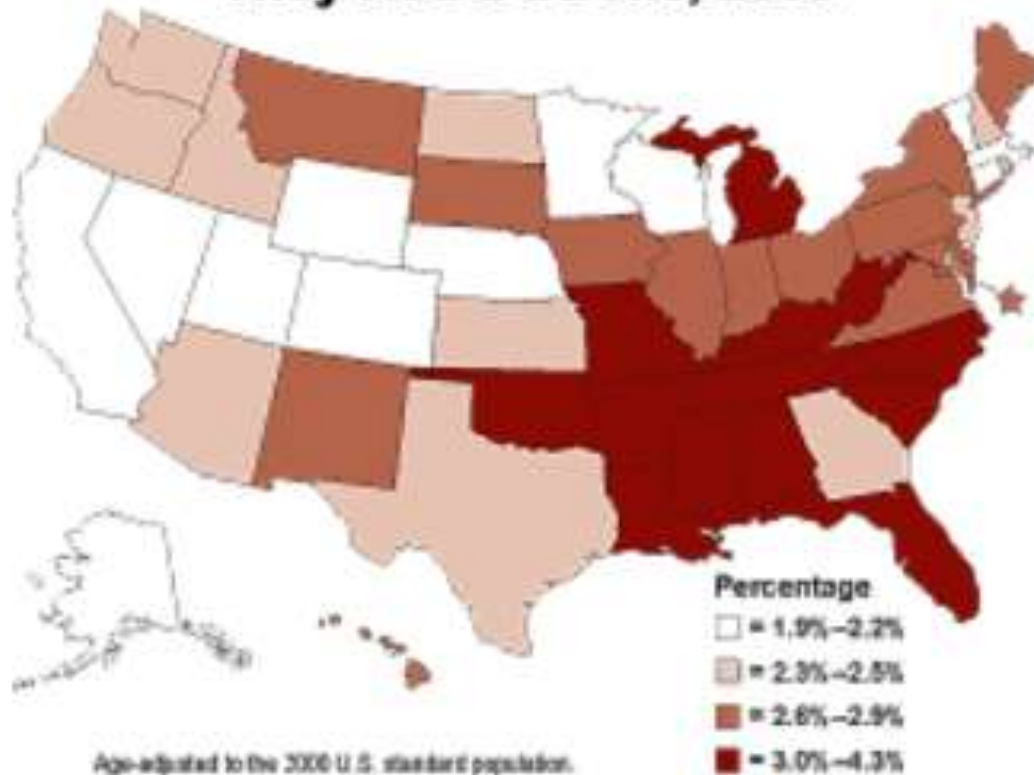 Percentage
= 1.9%–2.2%
= 2.3%–2.5%
= 2.6%–2.9%
= 3.0%–4.3%
Age-adjusted to the 2000 U.S. standard population.